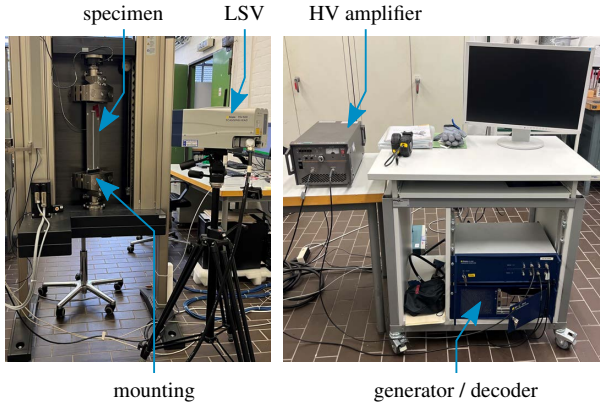 specimen
LSV
HV amplifier
mounting
generator / decoder